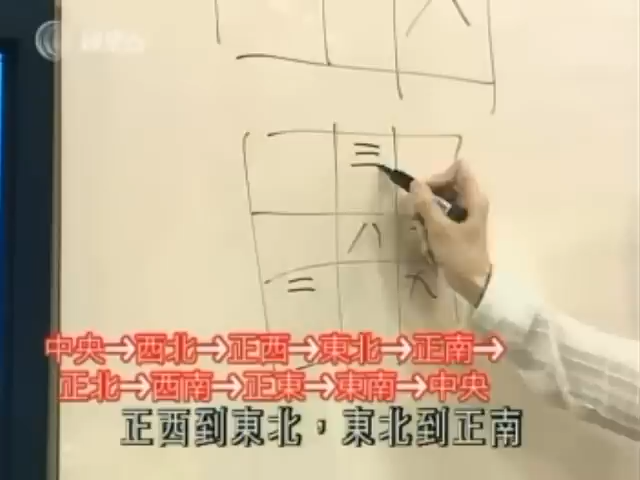 八
三
八
二
六
中央→西北→正西→東北→正南→
正北→西南→正東→東南→中央
正西到東北，東北到正南